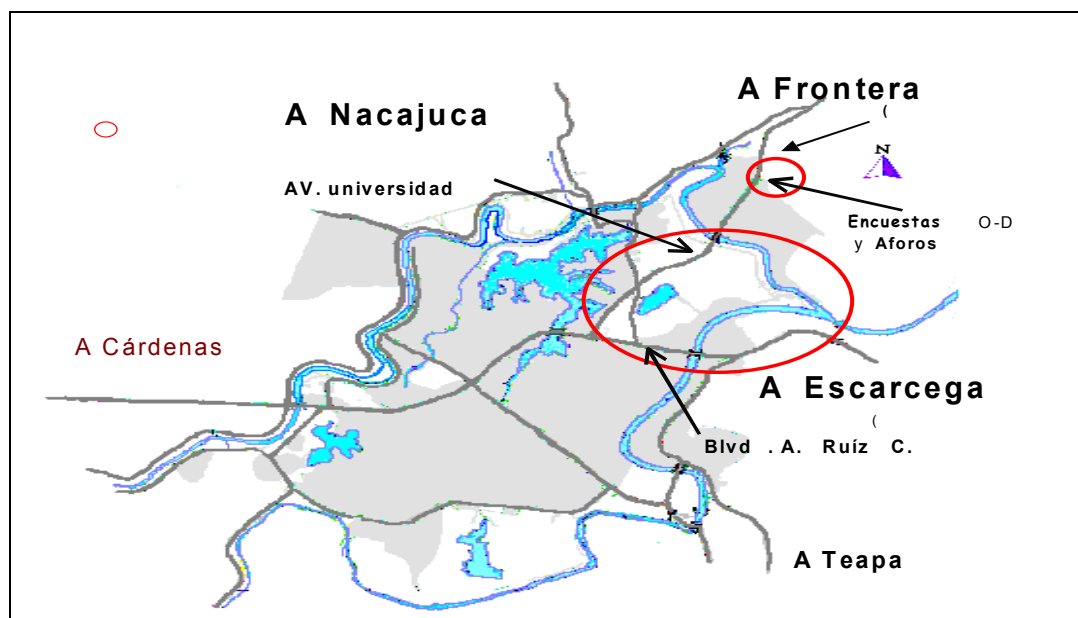 A Frontera
(
A Nacajuca
N
AV. universidad
Encuestas O-D
y Aforos
A Cárdenas
A Escarcega
(
Blvd . A. Ruíz C.
A Teapa